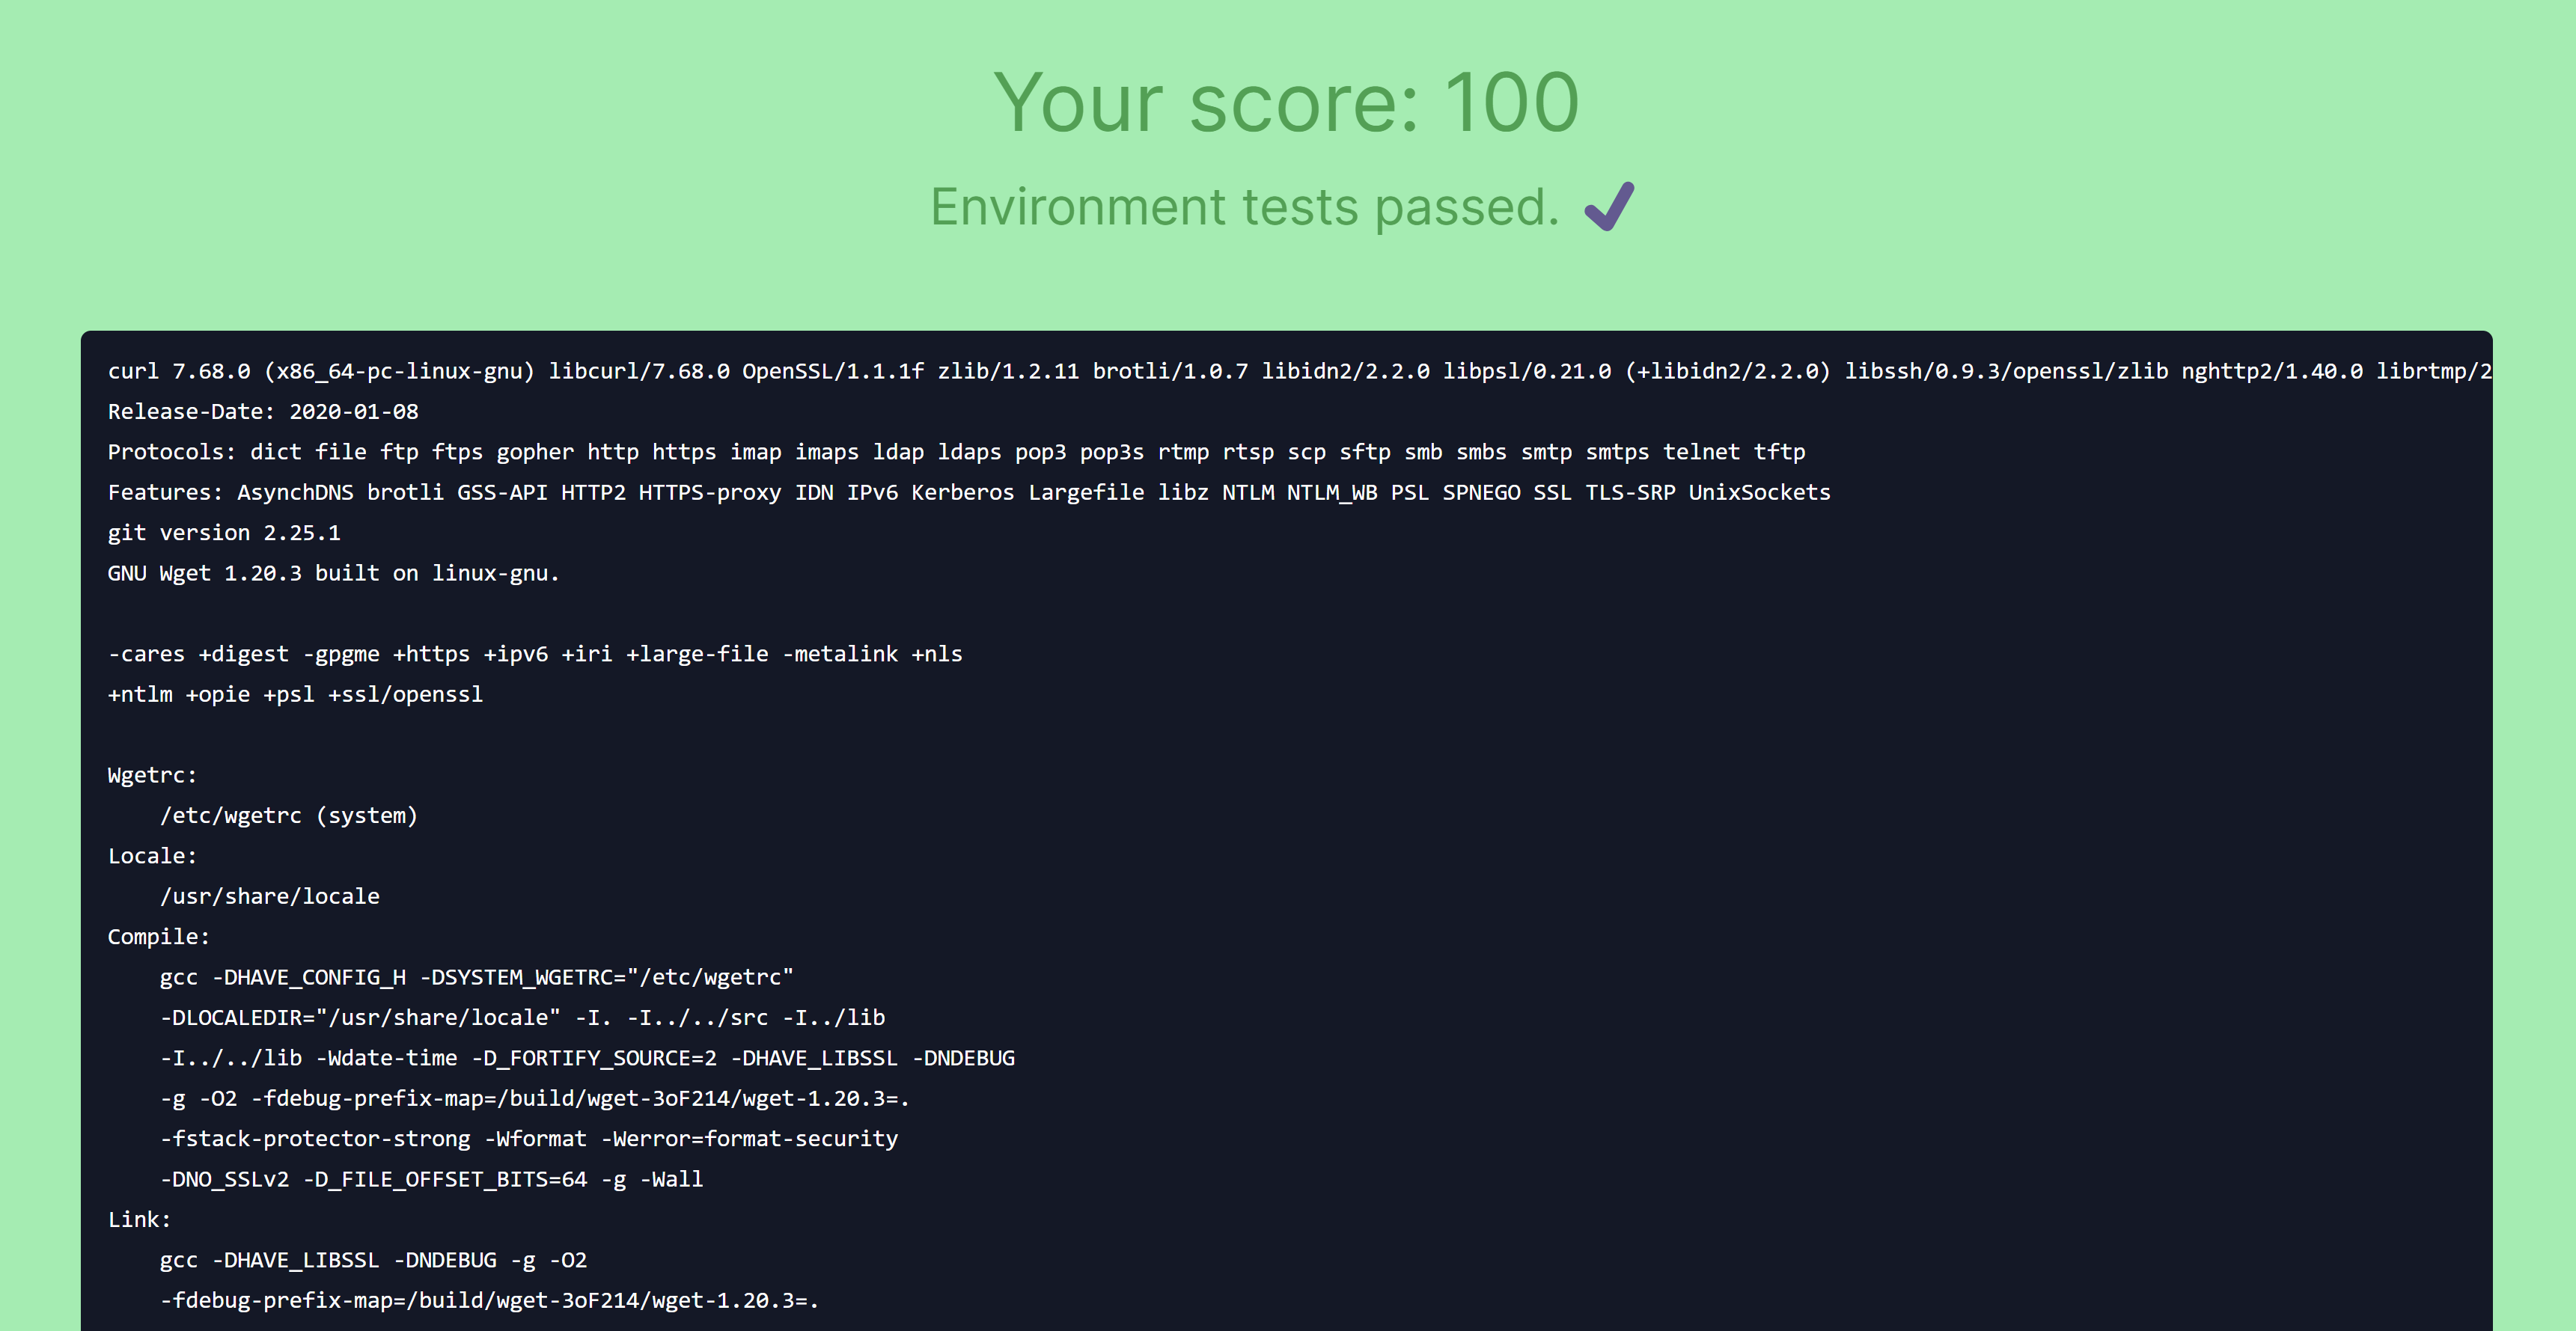 Your score: 100
Environment tests passed.
curl 7.68.0 (x86_64-pc-linux-gnu) libcurl/7.68.0 OpenSSL/1.1.1f zlib/1.2.11 brotli/1.0.7 libidn2/2.2.0 libpsl/0.21.0 (+libidn2/2.2.0) libssh/0.9.3/openssl/zlib nghttp2/1.40.0 librtmp/2
Release-Date: 2020-01-08
Protocols: dict file ftp ftps gopher http https imap imaps ldap ldaps pop3 pop3s rtmp rtsp scp sftp smb smbs smtp smtps telnet tftp
Features: AsynchDNS brotli GSS-API HTTP2 HTTPS-proxy IDN IPv6 Kerberos Largefile libz NTLM NTLM_WB PSL SPNEGO SSL TLS-SRP UnixSockets
git version 2.25.1
GNU Wget 1.20.3 built on linux-gnu.
-cares +digest -gpgme +https +ipv6 +iri +large-file -metalink +nls
+ntlm +opie +psl +ssl/openssl
Wgetrc:
/etc/wgetrc (system)
Locale:
/usr/share/locale
Compile:
gcc -DHAVE_CONFIG_H -DSYSTEM_WGETRC="/etc/wgetrc"
-DLOCALEDIR="/usr/share/locale" -I. -I../../src -I../lib
-I../../lib -Wdate-time -D_FORTIFY_SOURCE=2 -DHAVE_LIBSSL -DNDEBUG
-g -O2 -fdebug-prefix-map=/build/wget-3oF214/wget-1.20.3=.
-fstack-protector-strong -Wformat -Werror=format-security
-DNO_SSLv2 -D_FILE_OFFSET_BITS=64 -g -Wall
Link:
gcc -DHAVE_LIBSSL -DNDEBUG -g -O2
-fdebug-prefix-map=/build/wget-3oF214/wget-1.20.3=.